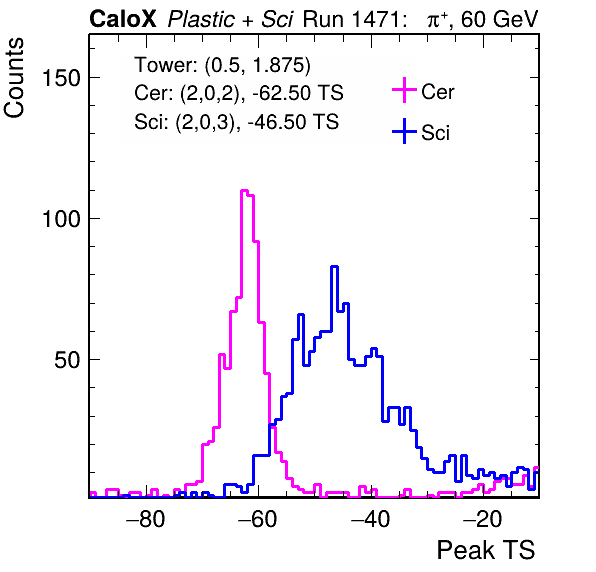 CaloX Plastic + Sci Run 1471: π⁺, 60 GeV
Counts
Tower: (0.5, 1.875)
Cer: (2,0,2), -62.50 TS
Sci: (2,0,3), -46.50 TS
Cer
Sci
150
100
50
−80 −60 −40 −20
Peak TS